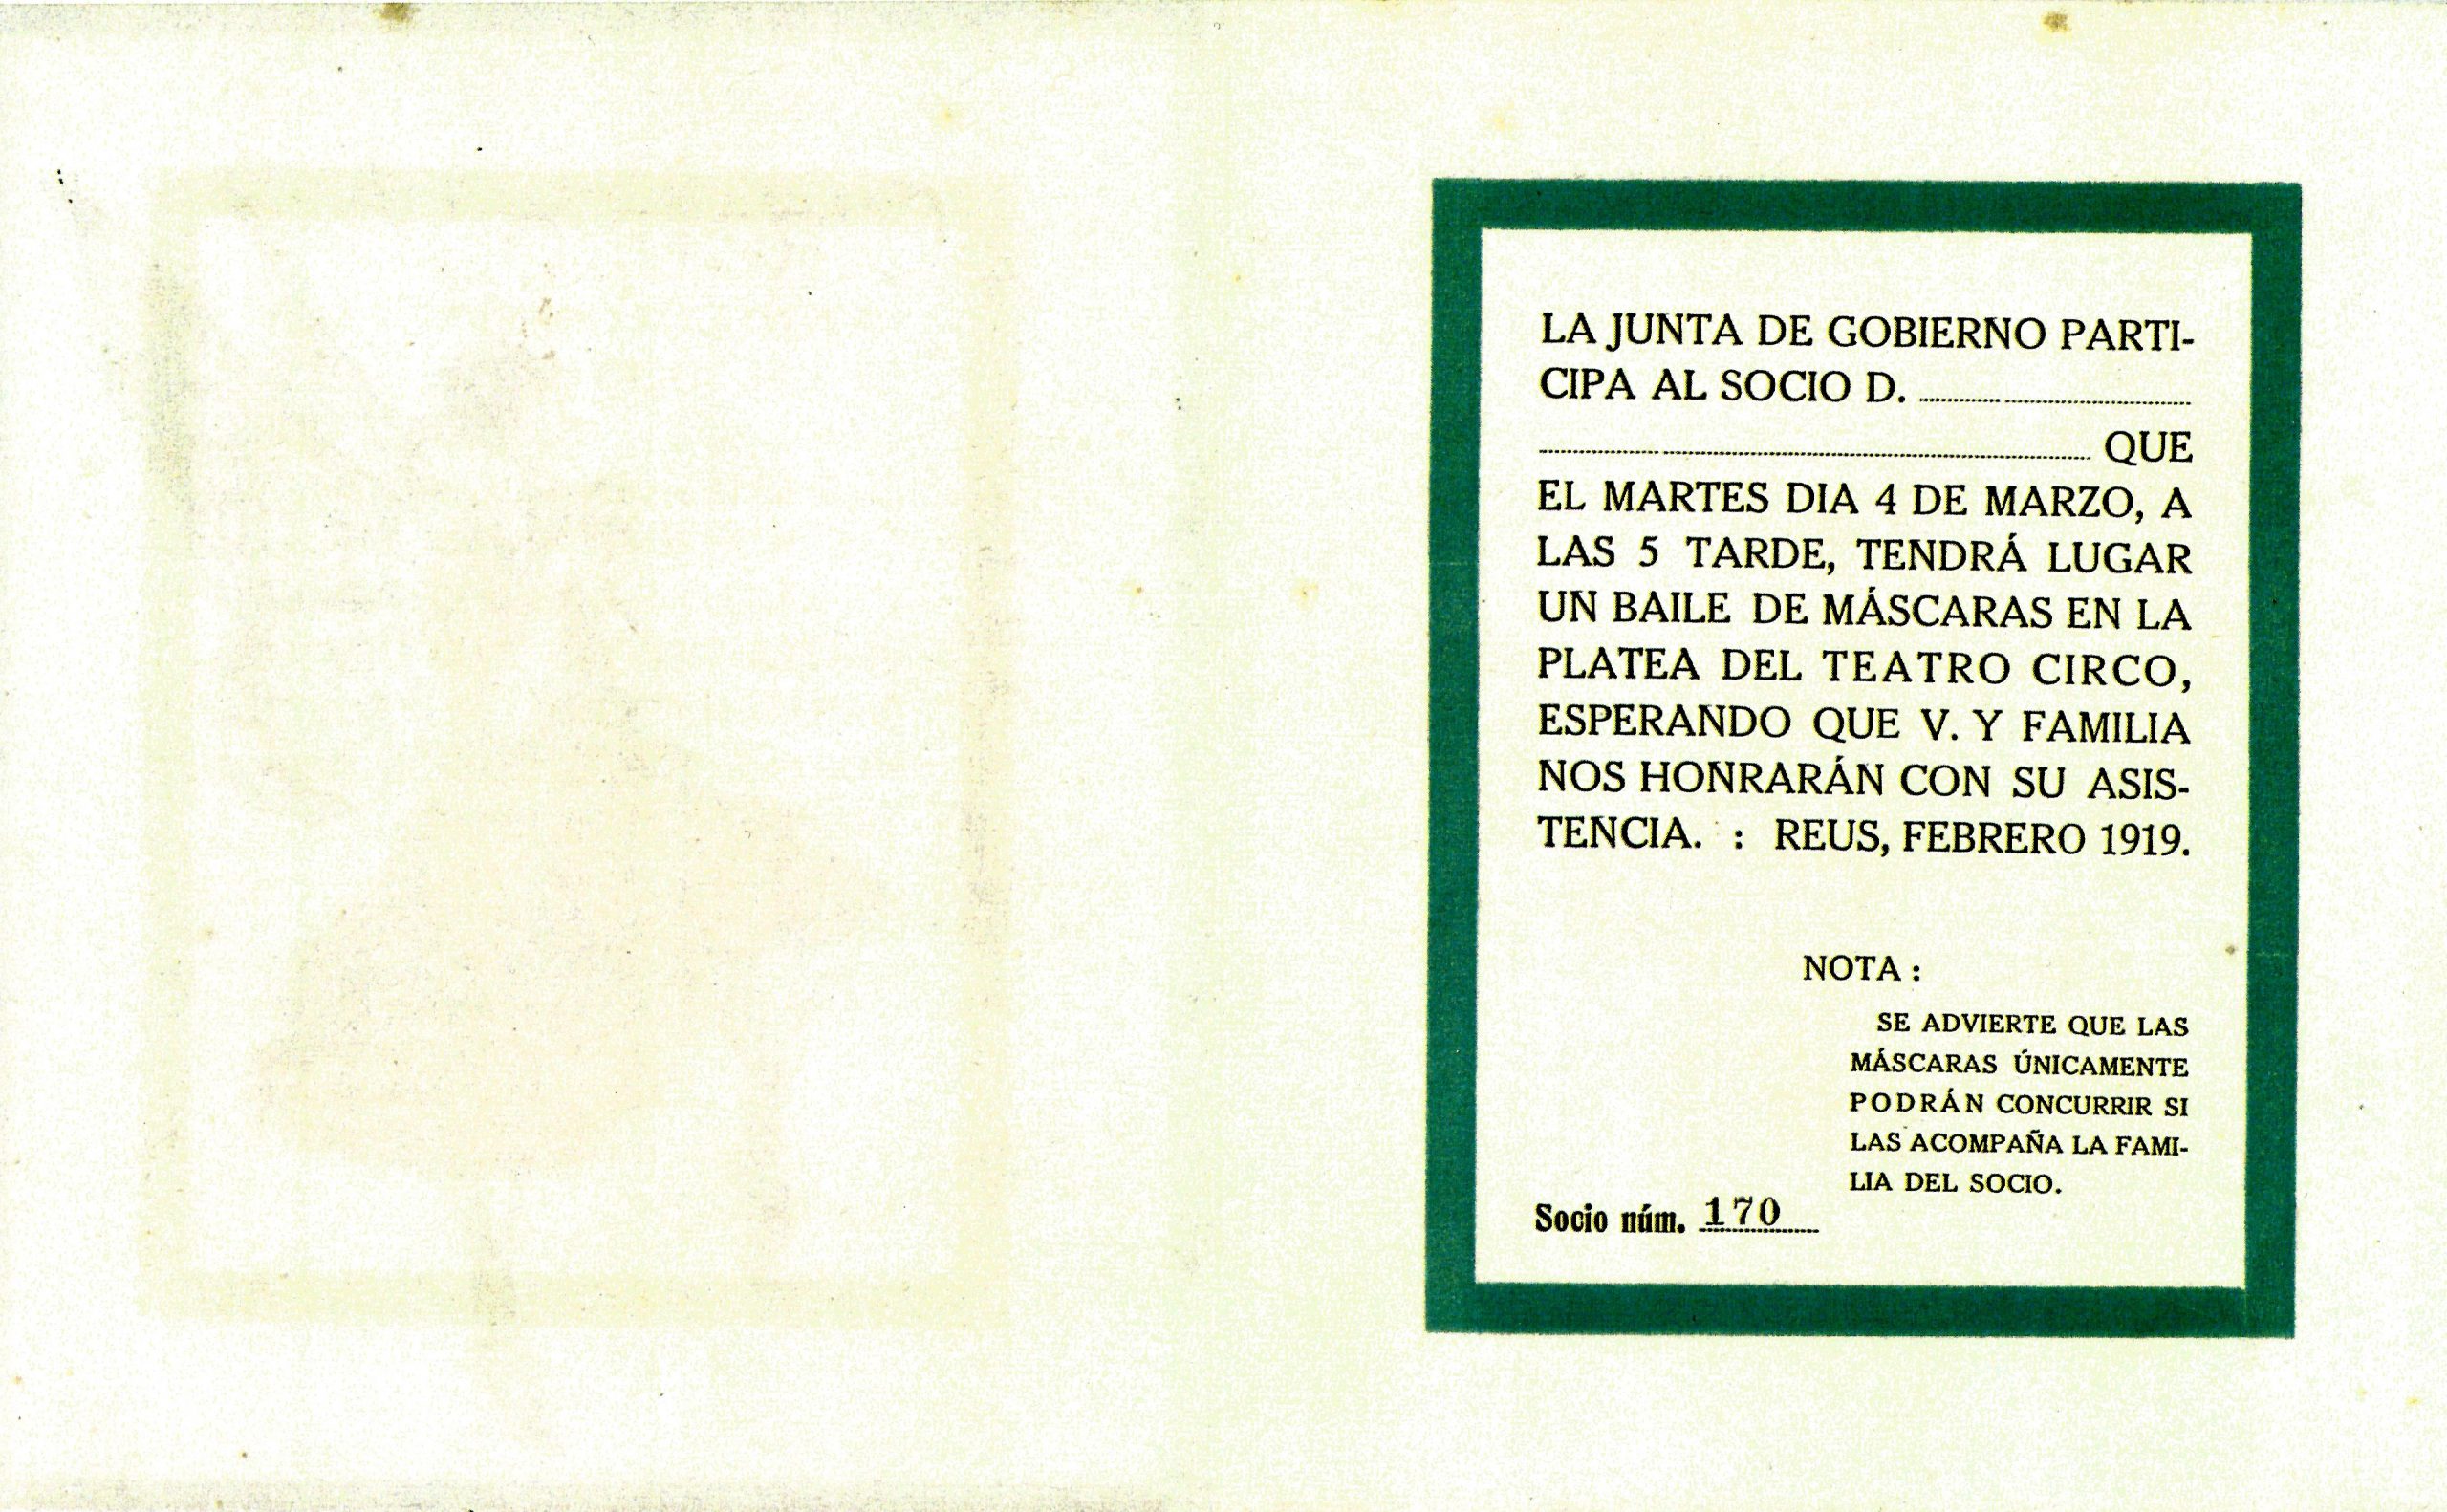 LA JUNTA DE GOBIERNO PARTI-
CIPA AL SOCIO D. ................................
................................ QUE
EL MARTES DIA 4 DE MARZO, A
LAS 5 TARDE, TENDRÁ LUGAR
UN BAILE DE MÁSCARAS EN LA
PLATEA DEL TEATRO CIRCO,
ESPERANDO QUE V. Y FAMILIA
NOS HONRARÁN CON SU ASIS-
TENCIA. : REUS, FEBRERO 1919.
NOTA :
SE ADVIERTE QUE LAS
MÁSCARAS ÚNICAMENTE
PODRÁN CONCURRIR SI
LAS ACOMPAÑA LA FAMI-
LIA DEL SOCIO.
Socio núm. 170